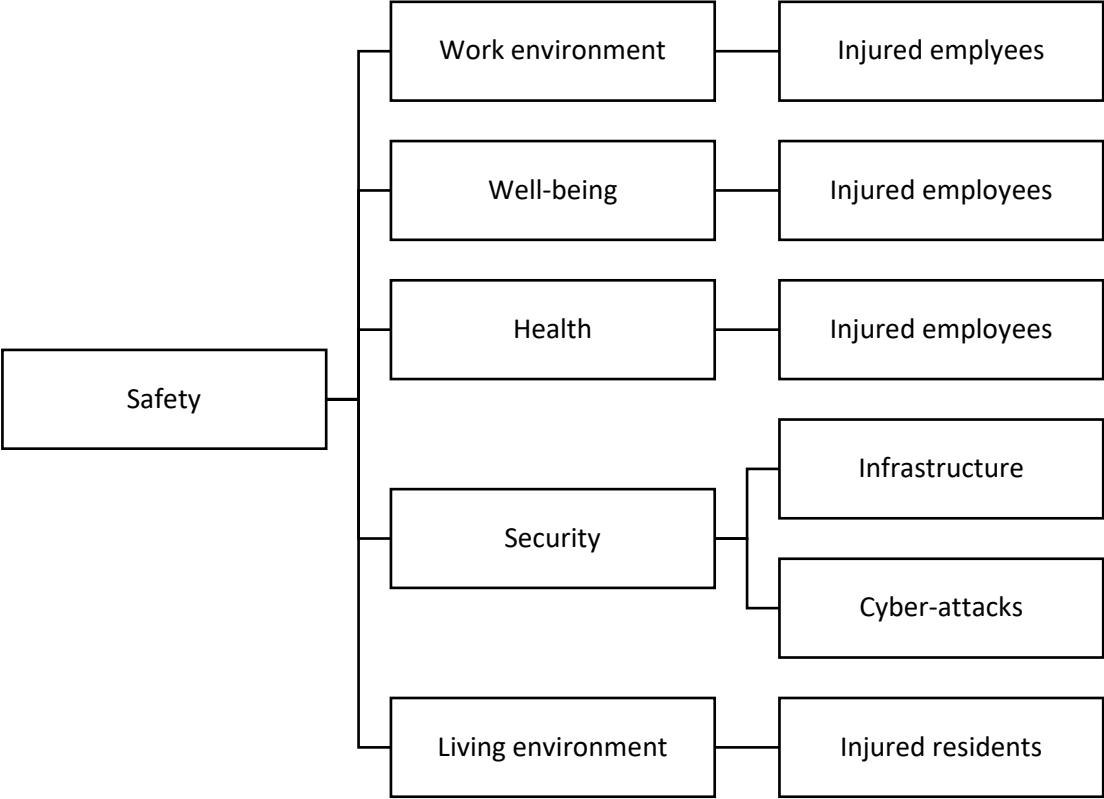 Work environment
Injured emplyees
Well-being
Injured employees
Health
Injured employees
Safety
Infrastructure
Security
Cyber-attacks
Living environment
Injured residents